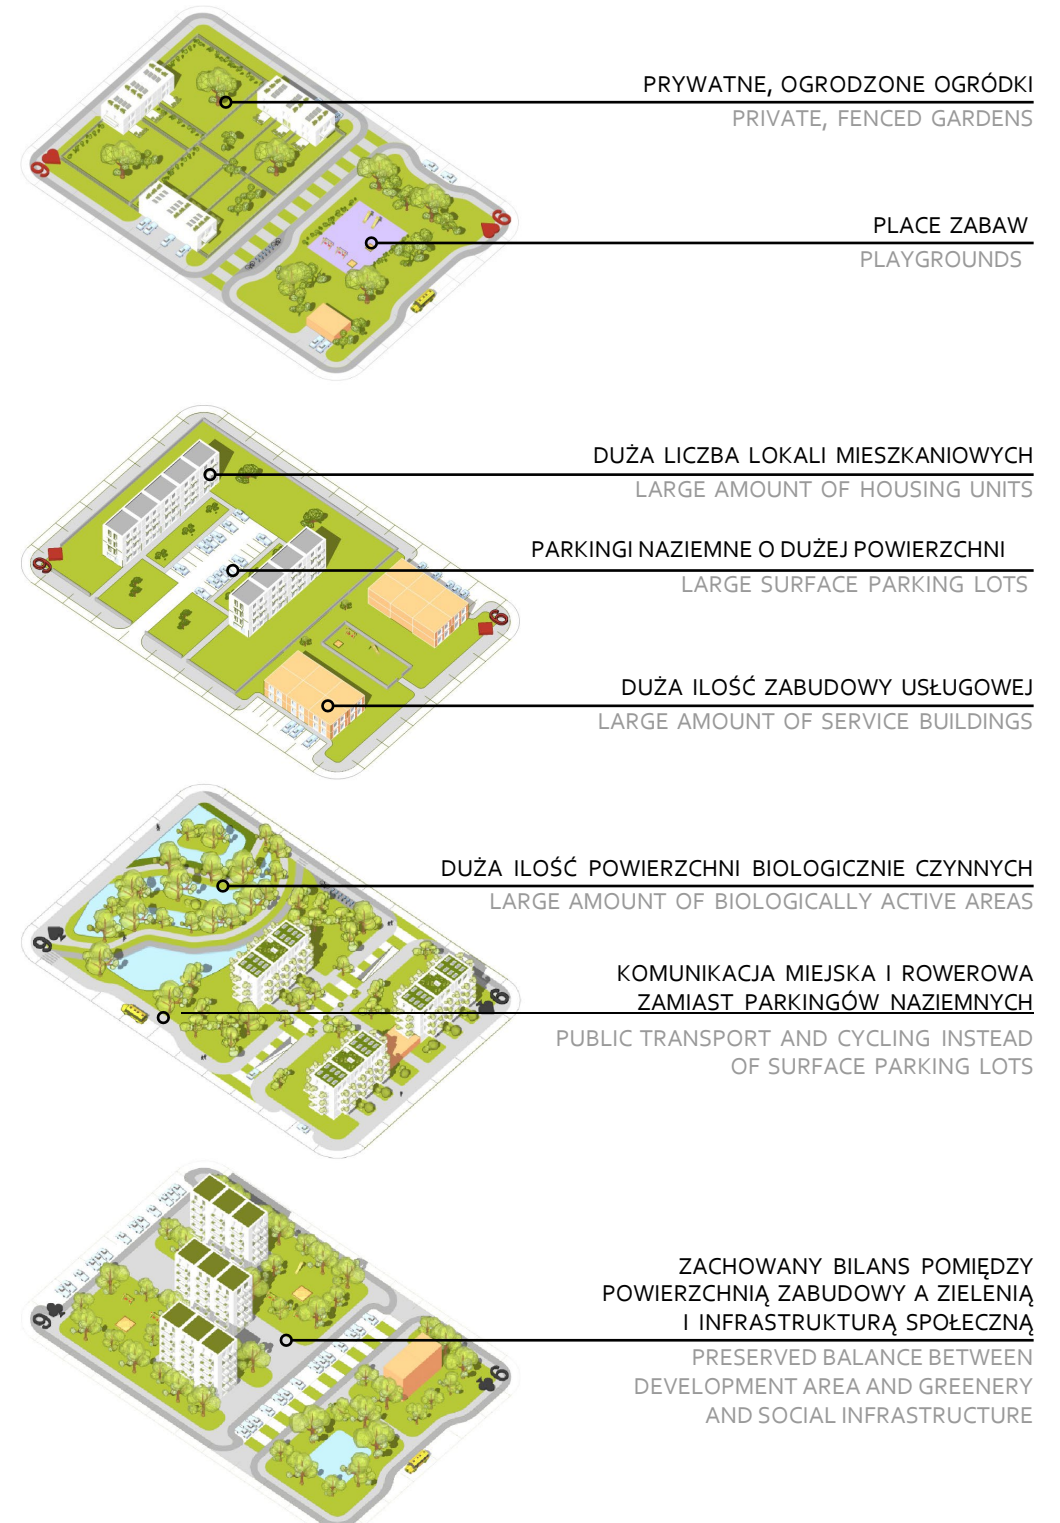 PRYWATNE, OGRODZONE OGRÓDKI
PRIVATE, FENCED GARDENS
PLACE ZABAW
PLAYGROUNDS
DUŻA LICZBA LOKALI MIESZKANIOWYCH
LARGE AMOUNT OF HOUSING UNITS
PARKINGI NAZIEMNE O DUŻEJ POWIERZCHNI
LARGE SURFACE PARKING LOTS
DUŻA ILOŚĆ ZABUDOWY USŁUGOWEJ
LARGE AMOUNT OF SERVICE BUILDINGS
DUŻA ILOŚĆ POWIERZCHNI BIOLOGICZNIE CZYNNYCH
LARGE AMOUNT OF BIOLOGICALLY ACTIVE AREAS
KOMUNIKACJA MIEJSKA I ROWEROWA
ZAMIAST PARKINGÓW NAZIEMNYCH
PUBLIC TRANSPORT AND CYCLING INSTEAD
OF SURFACE PARKING LOTS
ZACHOWANY BILANS POMIĘDZY
POWIERZCHNIĄ ZABUDOWY A ZIELENIĄ
I INFRASTRUKTURĄ SPOŁECZNĄ
PRESERVED BALANCE BETWEEN
DEVELOPMENT AREA AND GREENERY
AND SOCIAL INFRASTRUCTURE